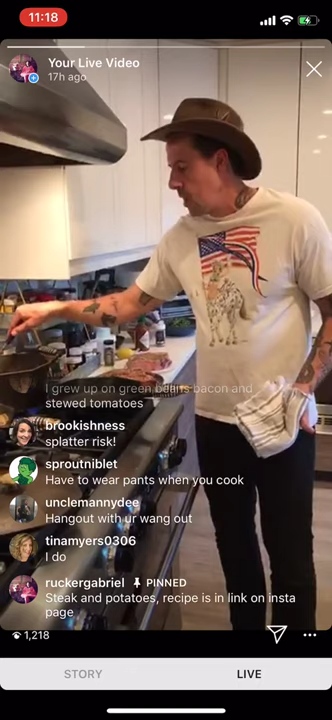 11:18
Your Live Video
17h ago
I grew up on green beans bacon and
stewed tomatoes
brookishness
splatter risk!
sproutniblet
Have to wear pants when you cook
unclemannydee
Hangout with ur wang out
tinamyers0306
I do
ruckergabriel PINNED
Steak and potatoes, recipe is in link on insta
page
1,218
STORY
LIVE